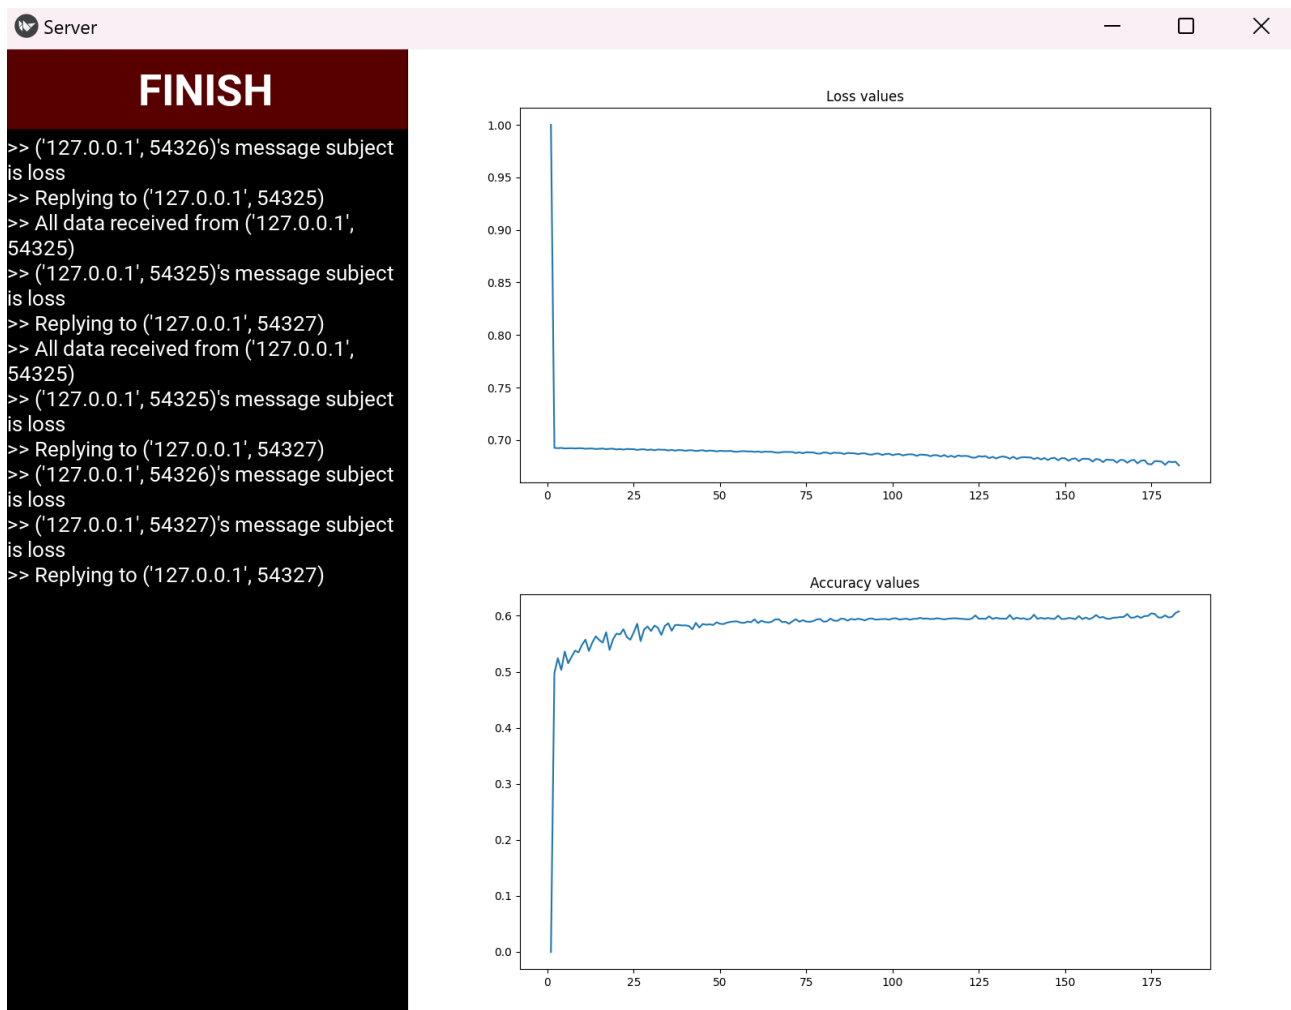 Server
FINISH
>> ('127.0.0.1', 54326)'s message subject
is loss
>> Replying to ('127.0.0.1', 54325)
>> All data received from ('127.0.0.1',
54325)
>> ('127.0.0.1', 54325)'s message subject
is loss
>> Replying to ('127.0.0.1', 54327)
>> All data received from ('127.0.0.1',
54325)
>> ('127.0.0.1', 54325)'s message subject
is loss
>> Replying to ('127.0.0.1', 54327)
>> ('127.0.0.1', 54326)'s message subject
is loss
>> ('127.0.0.1', 54327)'s message subject
is loss
>> Replying to ('127.0.0.1', 54327)
Loss values
1.00
0.95
0.90
0.85
0.80
0.75
0.70
0 25 50 75 100 125 150 175
Accuracy values
0.6
0.5
0.4
0.3
0.2
0.1
0.0
0 25 50 75 100 125 150 175